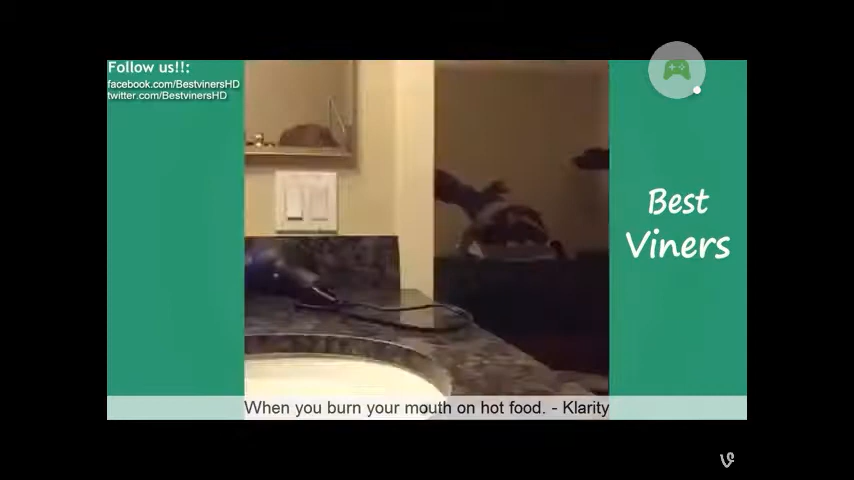 Follow us!!:
facebook.com/BestvinersHD
twitter.com/BestvinersHD
Best
Viners
When you burn your mouth on hot food. - Klarity